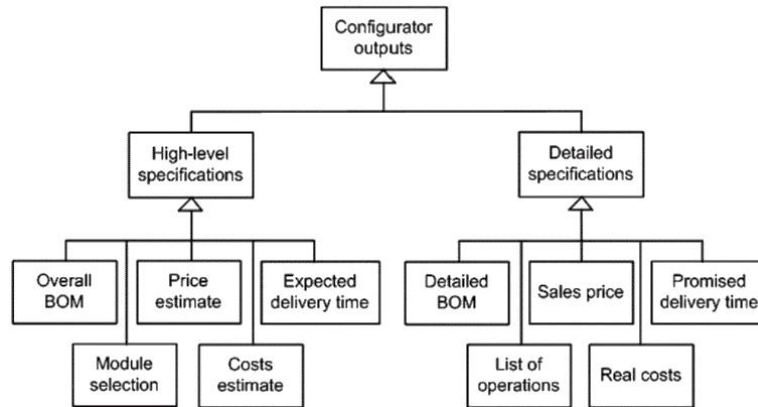 Configurator
outputs
High-level
specifications
Detailed
specifications
Overall
BOM
Price
estimate
Expected
delivery time
Detailed
BOM
Sales price
Promised
delivery time
Module
selection
Costs
estimate
List of
operations
Real costs